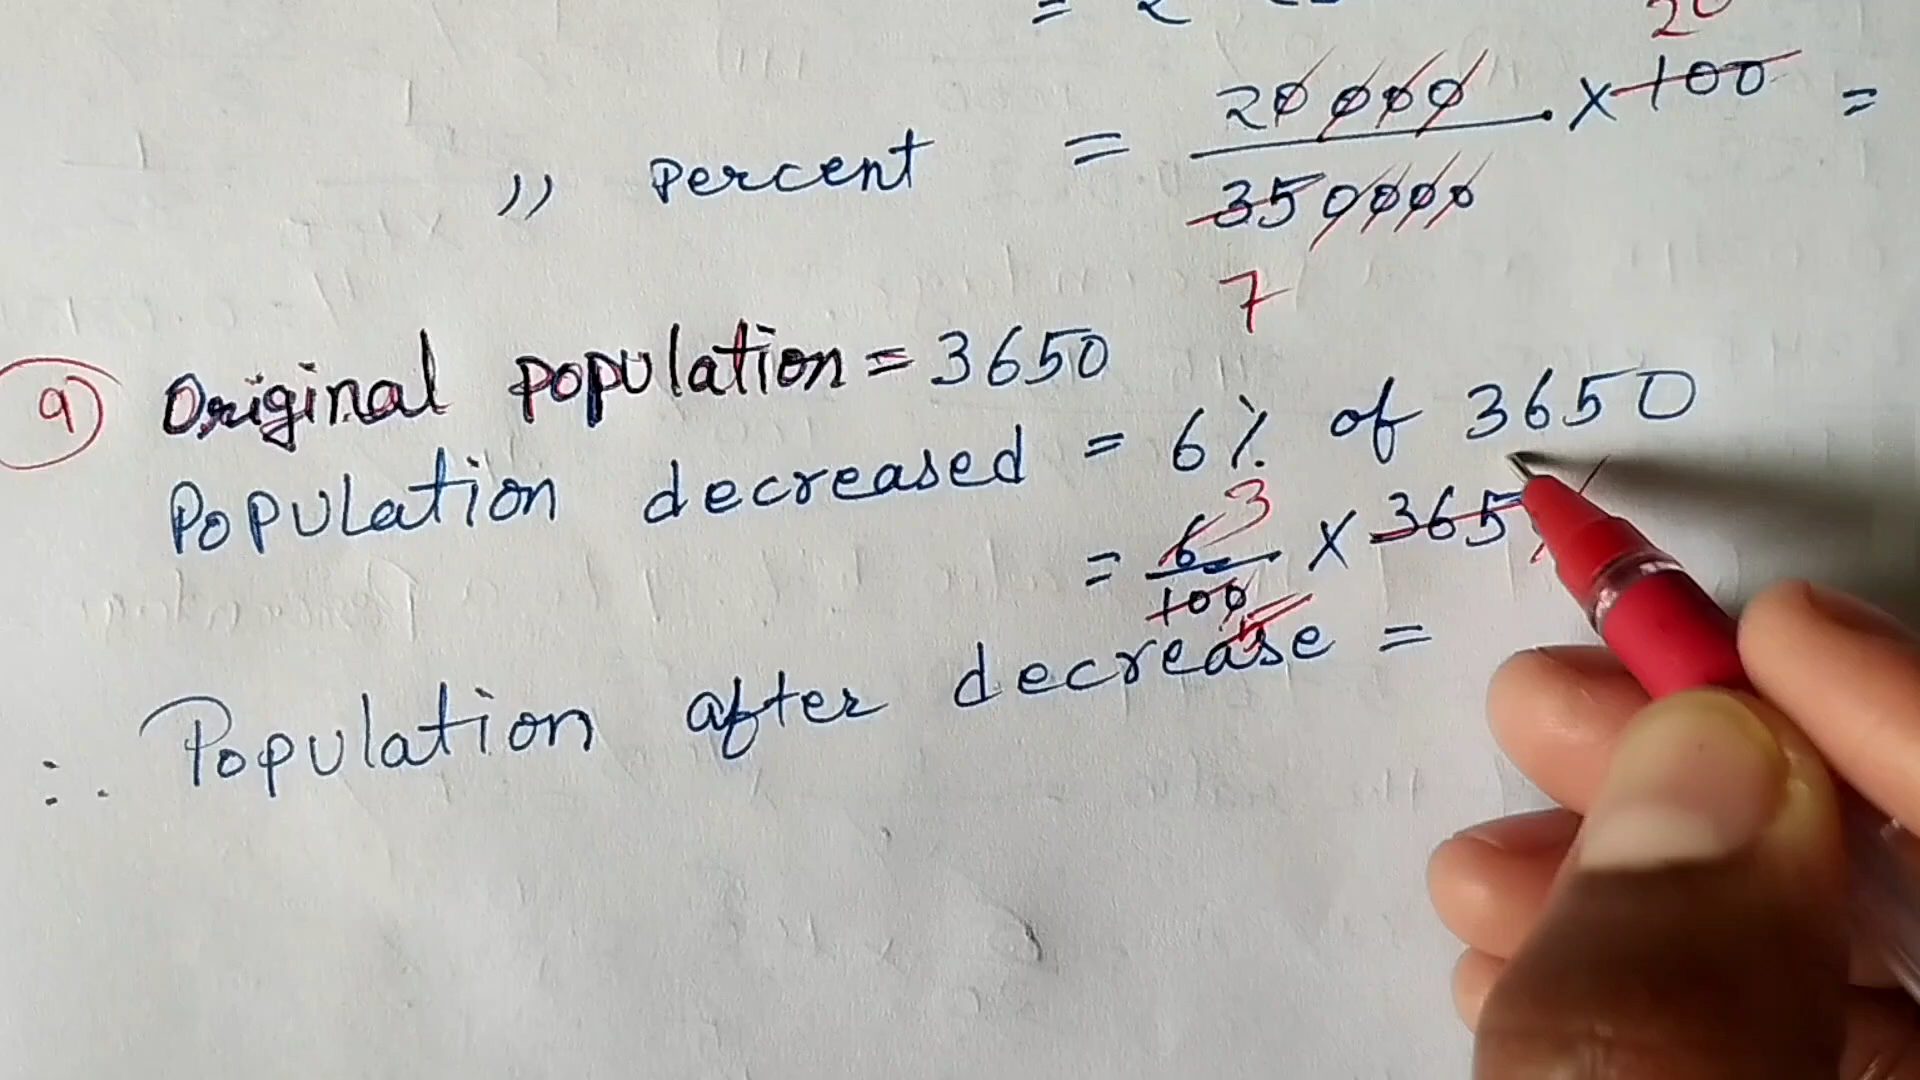 20
,, percent = 20000/350000 × 100 =
7
9) Original population = 3650
Population decreased = 6% of 3650
3
= 6/100 × 365
5
∴ Population after decrease =